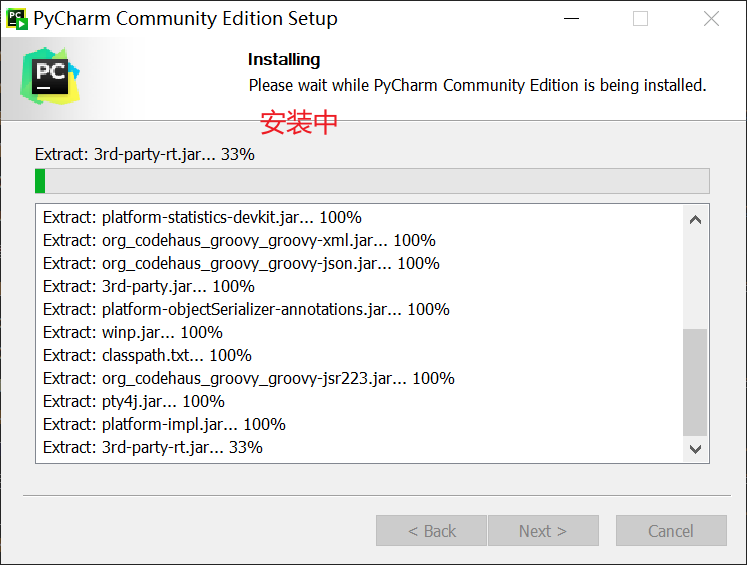 PyCharm Community Edition Setup
PC
Installing
Please wait while PyCharm Community Edition is being installed.
安装中
Extract: 3rd-party-rt.jar... 33%
Extract: platform-statistics-devkit.jar... 100%
Extract: org_codehaus_groovy_groovy-xml.jar... 100%
Extract: org_codehaus_groovy_groovy-json.jar... 100%
Extract: 3rd-party.jar... 100%
Extract: platform-objectSerializer-annotations.jar... 100%
Extract: winp.jar... 100%
Extract: classpath.txt... 100%
Extract: org_codehaus_groovy_groovy-jsr223.jar... 100%
Extract: pty4j.jar... 100%
Extract: platform-impl.jar... 100%
Extract: 3rd-party-rt.jar... 33%
< Back Next > Cancel